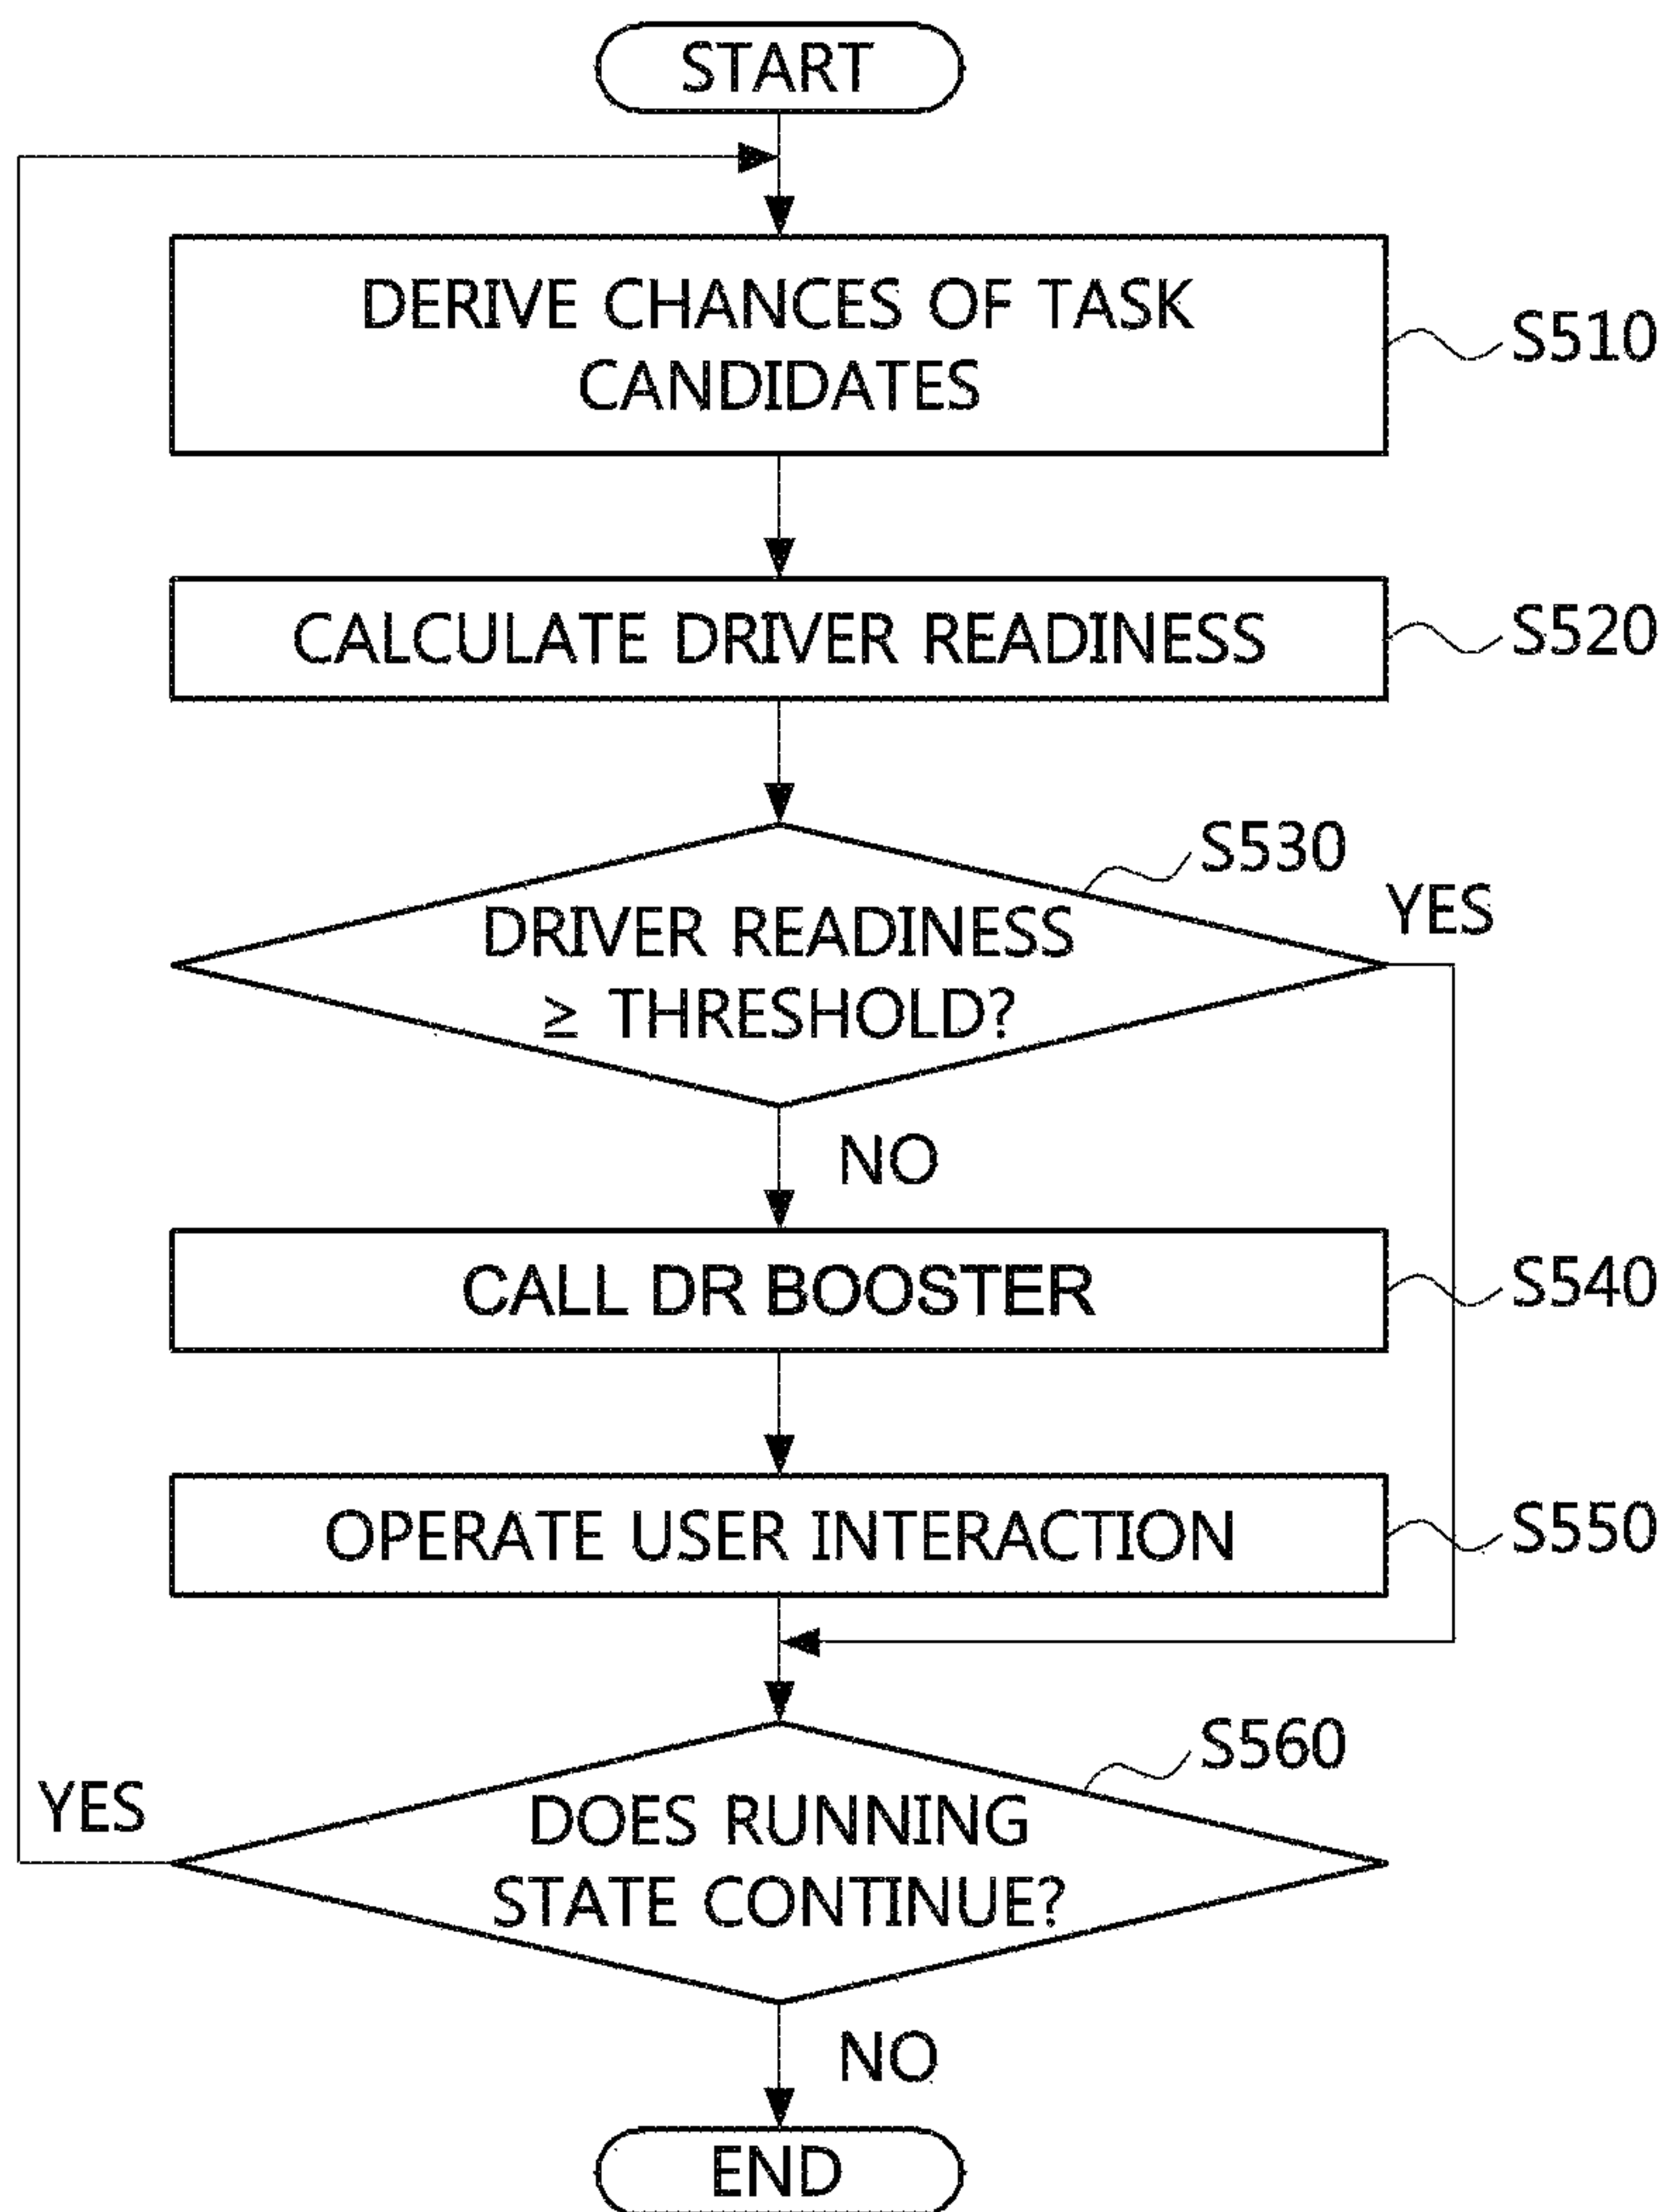 START
DERIVE CHANCES OF TASK
CANDIDATES
S510
CALCULATE DRIVER READINESS
S520
S530
DRIVER READINESS
≥ THRESHOLD?
YES
NO
CALL DR BOOSTER
S540
OPERATE USER INTERACTION
S550
S560
DOES RUNNING
STATE CONTINUE?
YES
NO
END